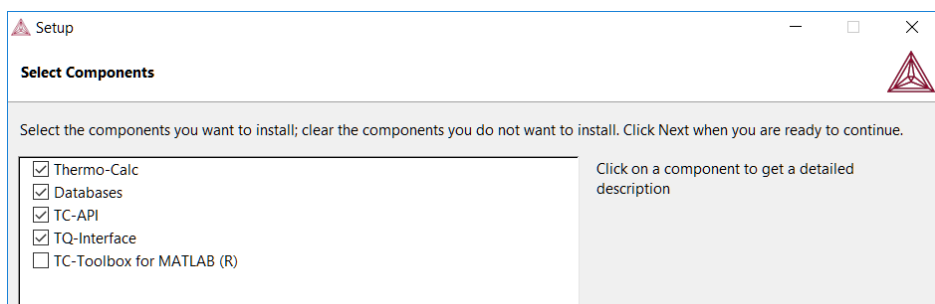 Setup
Select Components
Select the components you want to install; clear the components you do not want to install. Click Next when you are ready to continue.
Thermo-Calc
Click on a component to get a detailed
description
Databases
TC-API
TQ-Interface
TC-Toolbox for MATLAB (R)